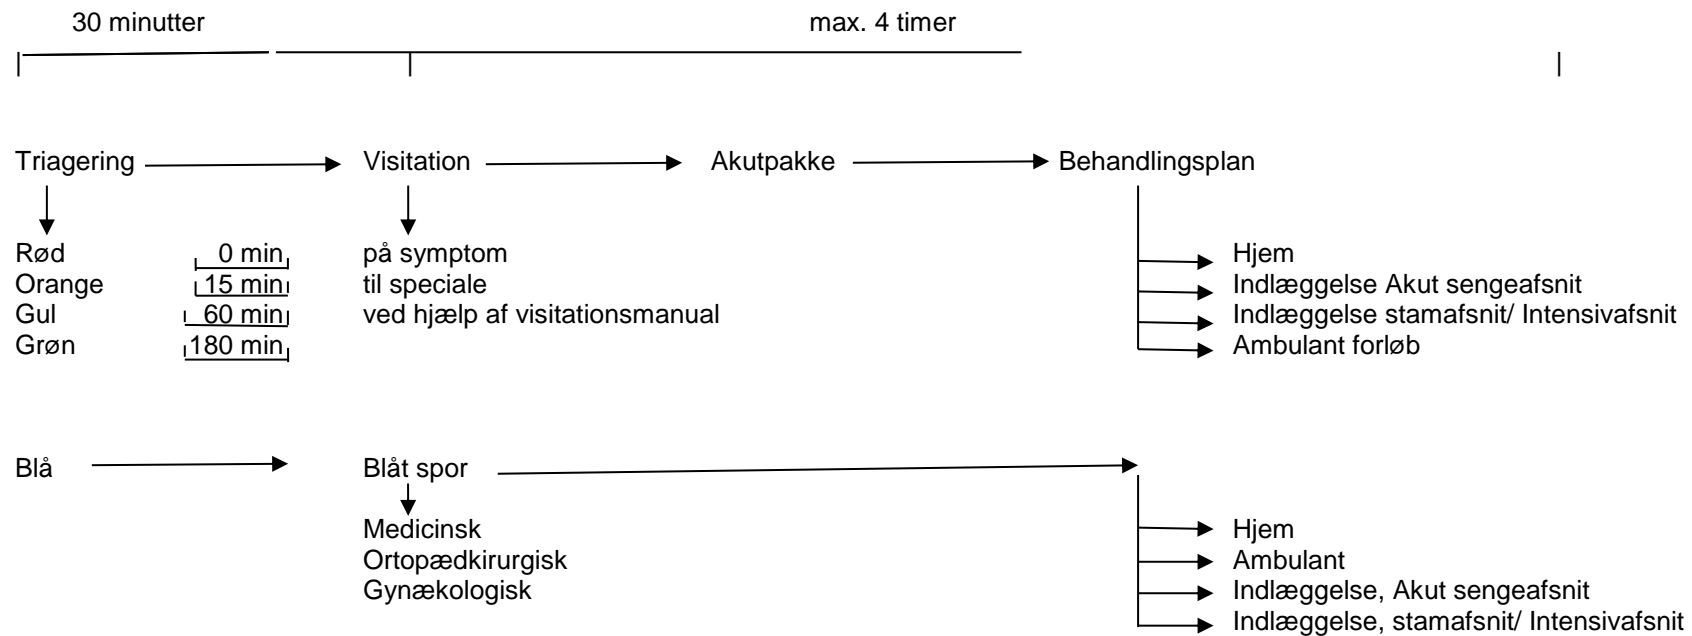 30 minutter max. 4 timer
Triagering Visitation Akutpakke Behandlingsplan
Rød 0 min på symptom Hjem
Orange 15 min til speciale Indlæggelse Akut sengeafsnit
Gul 60 min ved hjælp af visitationsmanual Indlæggelse stamafsnit/ Intensivafsnit
Grøn 180 min Ambulant forløb
Blå Blåt spor
Medicinsk Hjem
Ortopædkirurgisk Ambulant
Gynækologisk Indlæggelse, Akut sengeafsnit
Indlæggelse, stamafsnit/ Intensivafsnit